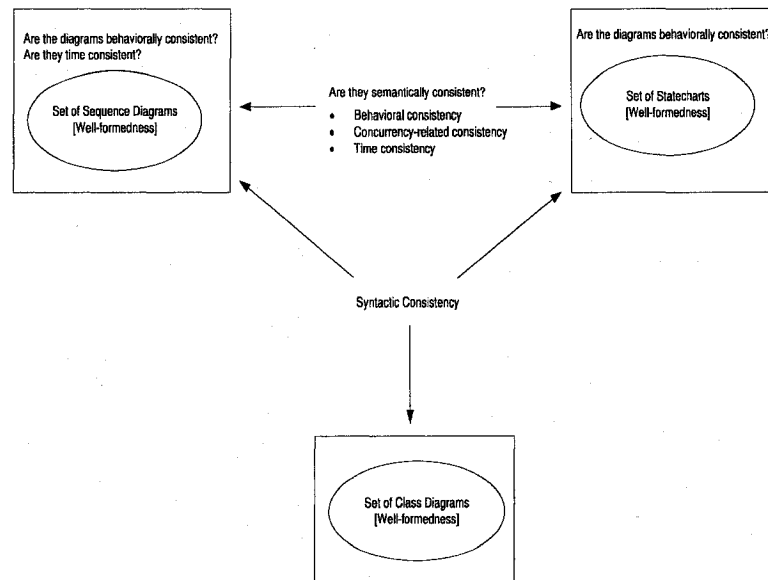 Are the diagrams behaviorally consistent?
Are they time consistent?
Set of Sequence Diagrams
[Well-formedness]
Are they semantically consistent?
• Behavioral consistency
• Concurrency-related consistency
• Time consistency
Are the diagrams behaviorally consistent?
Set of Statecharts
[Well-formedness]
Syntactic Consistency
Set of Class Diagrams
[Well-formedness]